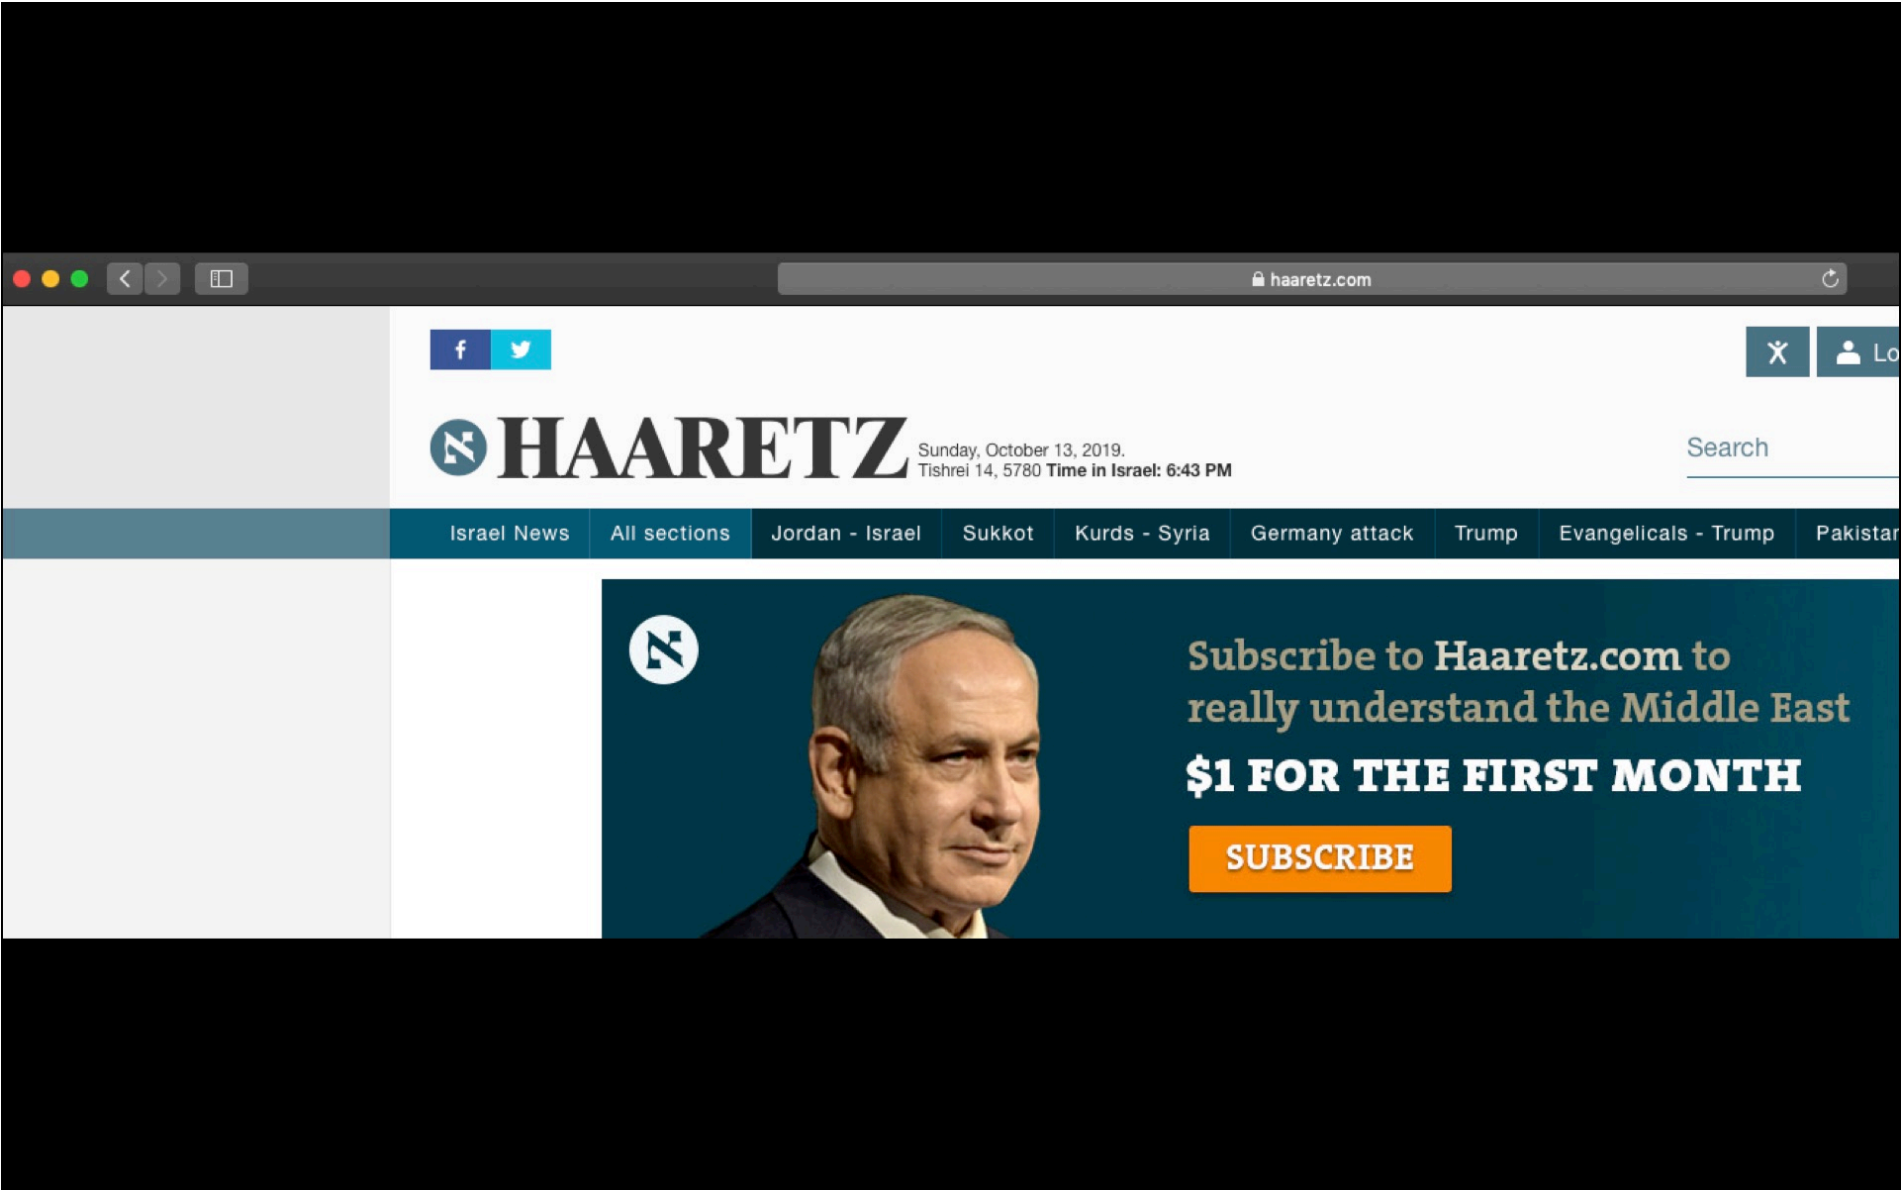 haaretz.com
f
Lo
HAARETZ
Sunday, October 13, 2019.
Tishrei 14, 5780 Time in Israel: 6:43 PM
Search
Israel News
All sections
Jordan - Israel
Sukkot
Kurds - Syria
Germany attack
Trump
Evangelicals - Trump
Pakistan
א
Subscribe to Haaretz.com to
really understand the Middle East
$1 FOR THE FIRST MONTH
SUBSCRIBE